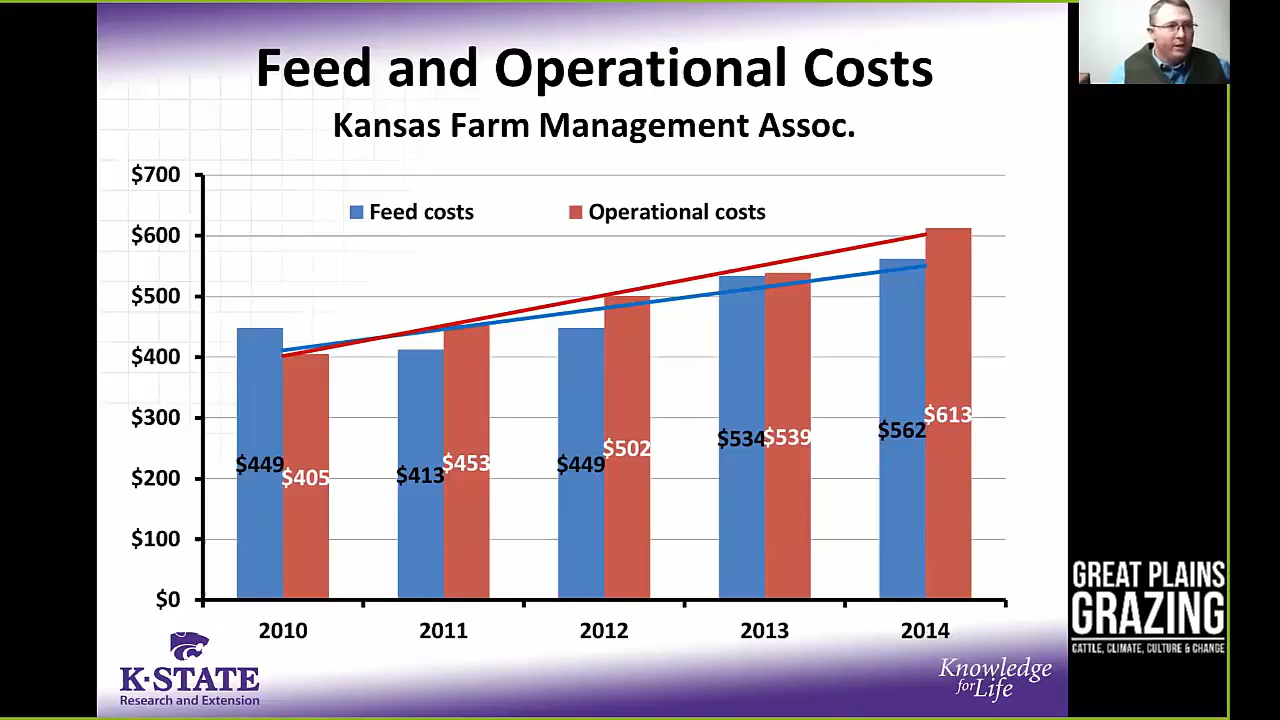 Feed and Operational Costs
Kansas Farm Management Assoc.
$700
Feed costs
Operational costs
$600
$500
$400
$300
$200
$100
$0
$449
$405
$413
$453
$449
$502
$534
$539
$562
$613
2010
2011
2012
2013
2014
K-STATE
Research and Extension
Knowledge
for Life
GREAT PLAINS
GRAZING
CATTLE, CLIMATE, CULTURE & CHANGE